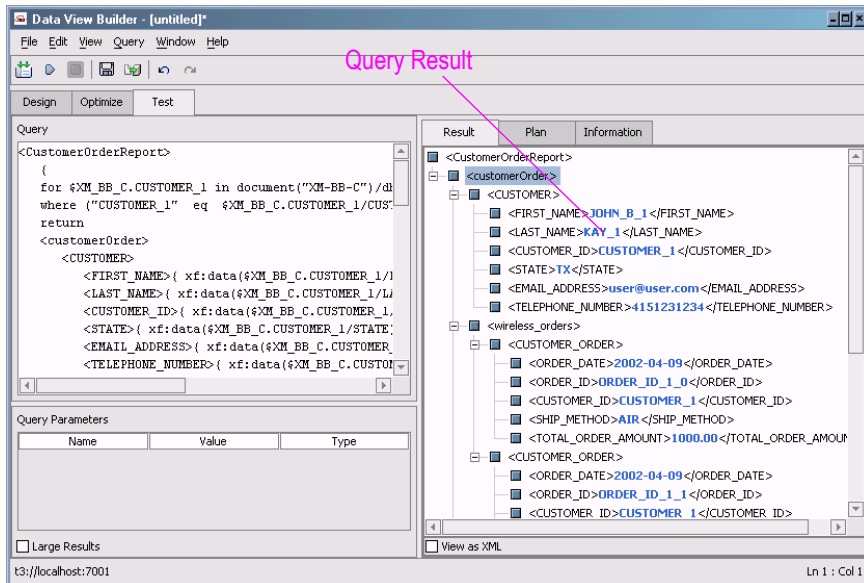 Data View Builder - [untitled]*
File Edit View Query Window Help
Query Result
Design Optimize Test
Query
<CustomerOrderReport>
{
for $XM_BB_C.CUSTOMER_1 in document("XM-BB-C")/
where ("CUSTOMER_1" eq $XM_BB_C.CUSTOMER_1/CUST
return
<customerOrder>
<CUSTOMER>
<FIRST_NAME>{ xf:data($XM_BB_C.CUSTOMER_1/
<LAST_NAME>{ xf:data($XM_BB_C.CUSTOMER_1/
<CUSTOMER_ID>{ xf:data($XM_BB_C.CUSTOMER_1
<STATE>{ xf:data($XM_BB_C.CUSTOMER_1/STATE
<EMAIL_ADDRESS>{ xf:data($XM_BB_C.CUSTOMER
<TELEPHONE_NUMBER>{ xf:data($XM_BB_C.CUSTOM
Query Parameters
Name Value Type
Large Results
Result Plan Information
<CustomerOrderReport>
<customerOrder>
<CUSTOMER>
<FIRST_NAME>JOHN_B_1</FIRST_NAME>
<LAST_NAME>KAY_1</LAST_NAME>
<CUSTOMER_ID>CUSTOMER_1</CUSTOMER_ID>
<STATE>TX</STATE>
<EMAIL_ADDRESS>user@user.com</EMAIL_ADDRESS>
<TELEPHONE_NUMBER>4151231234</TELEPHONE_NUMBER>
<wireless_orders>
<CUSTOMER_ORDER>
<ORDER_DATE>2002-04-09</ORDER_DATE>
<ORDER_ID>ORDER_ID_1_0</ORDER_ID>
<CUSTOMER_ID>CUSTOMER_1</CUSTOMER_ID>
<SHIP_METHOD>AIR</SHIP_METHOD>
<TOTAL_ORDER_AMOUNT>1000.00</TOTAL_ORDER_AMOUN
<CUSTOMER_ORDER>
<ORDER_DATE>2002-04-09</ORDER_DATE>
<ORDER_ID>ORDER_ID_1_1</ORDER_ID>
<CUSTOMER_ID>CUSTOMER_1</CUSTOMER_ID>
View as XML
t3://localhost:7001 Ln 1 : Col 1